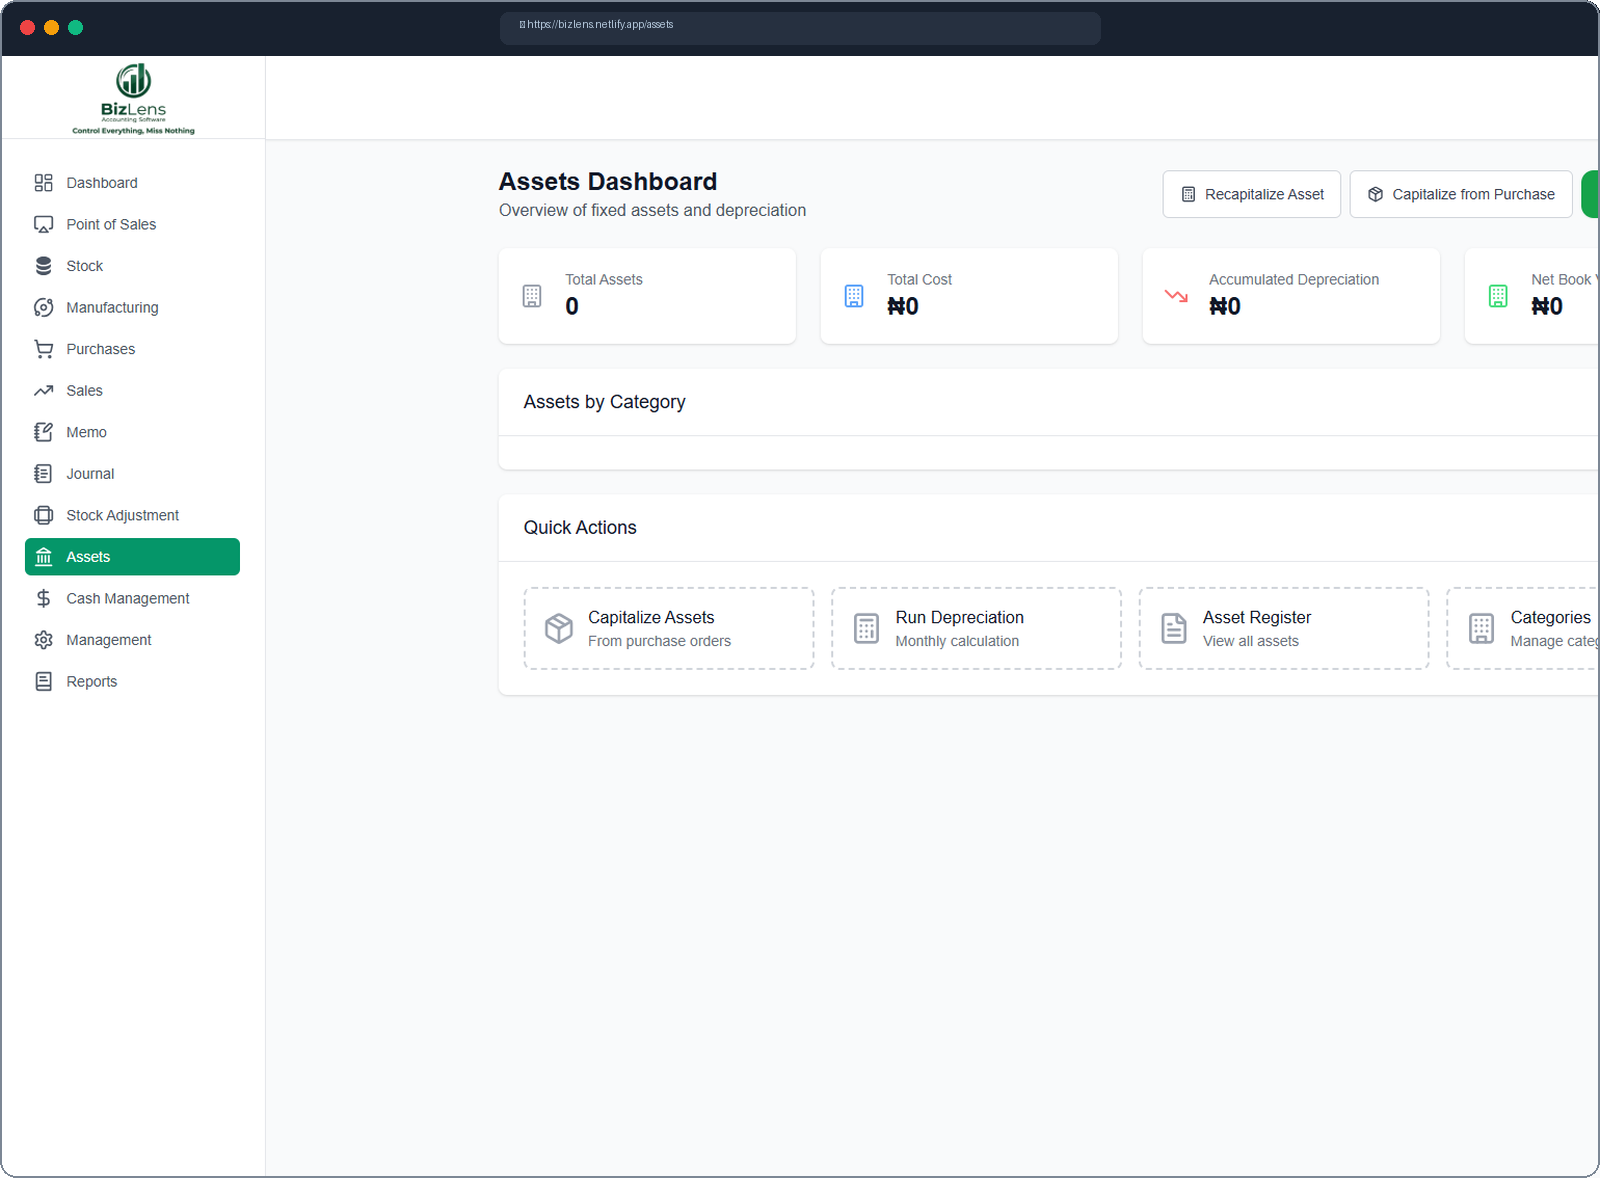 https://bizlens.netlify.app/assets
BizLens
Accounting Software
Control Everything, Miss Nothing
Dashboard
Point of Sales
Stock
Manufacturing
Purchases
Sales
Memo
Journal
Stock Adjustment
Assets
Cash Management
Management
Reports
Assets Dashboard
Overview of fixed assets and depreciation
Recapitalize Asset
Capitalize from Purchase
Total Assets
0
Total Cost
₦0
Accumulated Depreciation
₦0
Net Book
₦0
Assets by Category
Quick Actions
Capitalize Assets
From purchase orders
Run Depreciation
Monthly calculation
Asset Register
View all assets
Categories
Manage